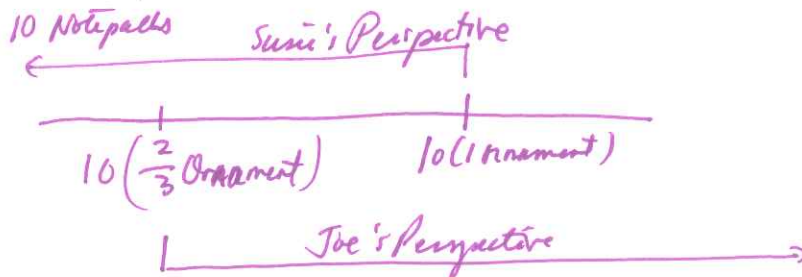 10 Notepads
Susie's Perspective
10 (2/3 Ornament)
10 (1 Ornament)
Joe's Perspective